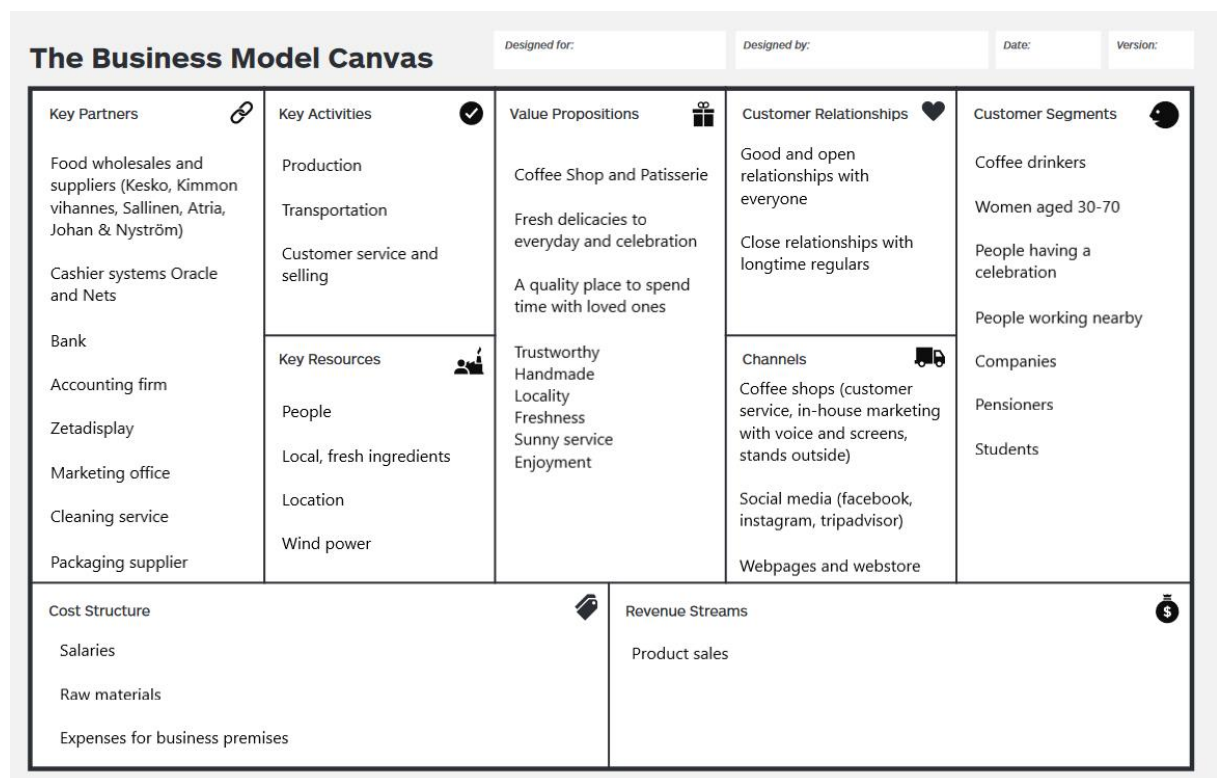 The Business Model Canvas
Designed for:
Designed by:
Date:
Version:
Key Partners
Food wholesales and
suppliers (Kesko, Kimmon
vihannes, Sallinen, Atria,
Johan & Nyström)
Cashier systems Oracle
and Nets
Bank
Accounting firm
Zetadisplay
Marketing office
Cleaning service
Packaging supplier
Key Activities
Production
Transportation
Customer service and
selling
Key Resources
People
Local, fresh ingredients
Location
Wind power
Value Propositions
Coffee Shop and Patisserie
Fresh delicacies to
everyday and celebration
A quality place to spend
time with loved ones
Trustworthy
Handmade
Locality
Freshness
Sunny service
Enjoyment
Customer Relationships
Good and open
relationships with
everyone
Close relationships with
longtime regulars
Channels
Coffee shops (customer
service, in-house marketing
with voice and screens,
stands outside)
Social media (facebook,
instagram, tripadvisor)
Webpages and webstore
Customer Segments
Coffee drinkers
Women aged 30-70
People having a
celebration
People working nearby
Companies
Pensioners
Students
Cost Structure
Salaries
Raw materials
Expenses for business premises
Revenue Streams
$
Product sales